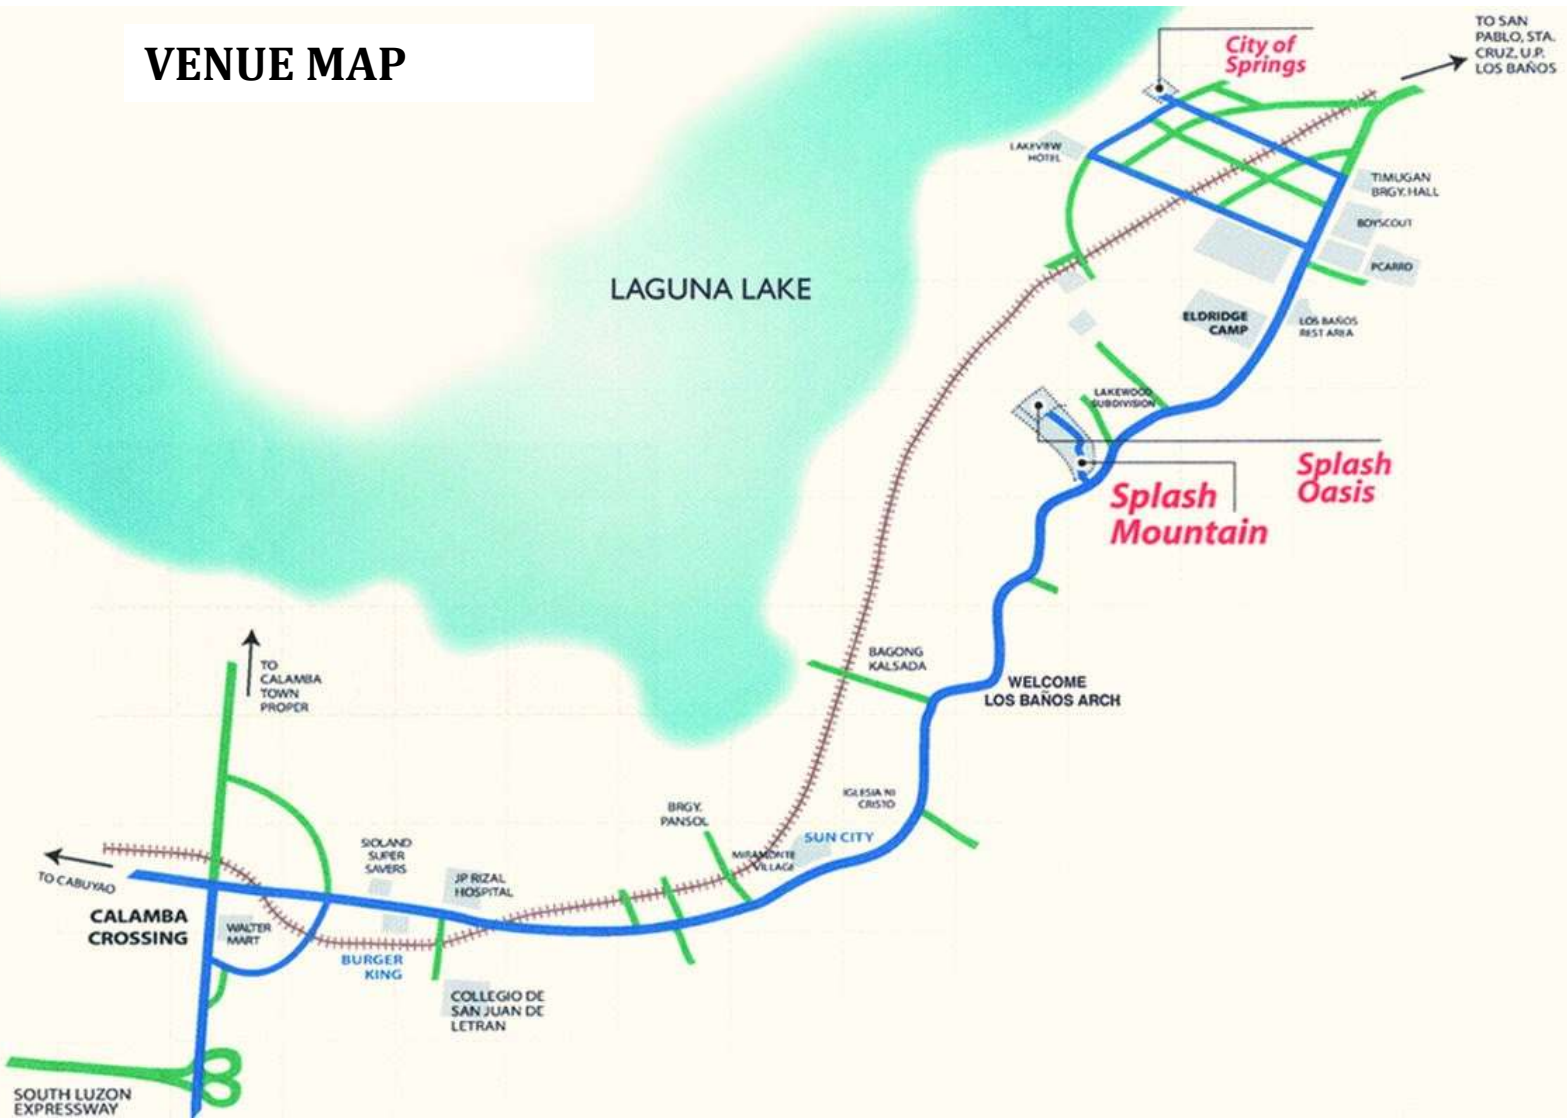 VENUE MAP
City of
Springs
TO SAN
PABLO, STA.
CRUZ, U.P.
LOS BAÑOS
LAKEVIEW
HOTEL
TIMUGAN
BRGY. HALL
BOYSCOUT
PCARRD
LAGUNA LAKE
ELDRIDGE
CAMP
LOS BAÑOS
REST AREA
LAKEWOOD
SUBDIVISION
Splash
Oasis
Splash
Mountain
BAGONG
KALSADA
WELCOME
LOS BAÑOS ARCH
TO
CALAMBA
TOWN
PROPER
IGLESIA NI
CRISTO
BRGY.
PANSOL
SUN CITY
MIRAMONTE
VILLAGE
SIOLAND
SUPER
SAVERS
JP RIZAL
HOSPITAL
TO CABUYAO
CALAMBA
CROSSING
WALTER
MART
BURGER
KING
COLLEGIO DE
SAN JUAN DE
LETRAN
SOUTH LUZON
EXPRESSWAY